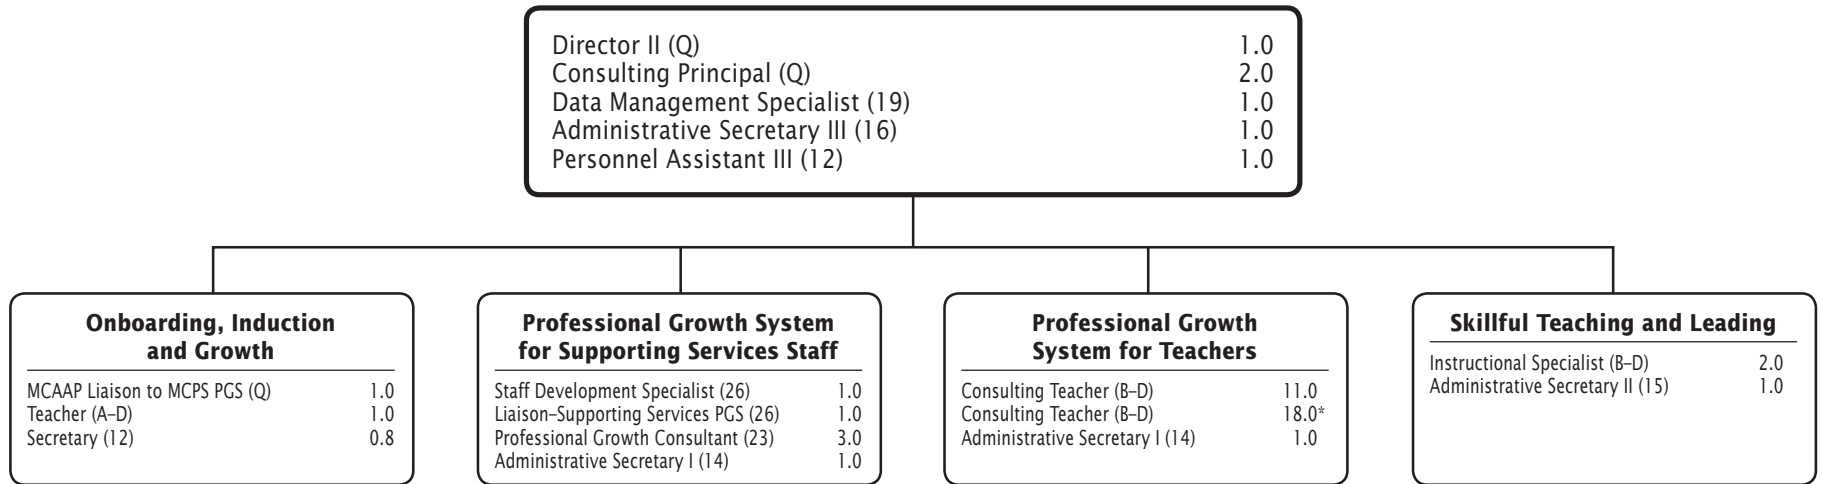 Director II (Q) 1.0
Consulting Principal (Q) 2.0
Data Management Specialist (19) 1.0
Administrative Secretary III (16) 1.0
Personnel Assistant III (12) 1.0
Onboarding, Induction
and Growth
MCAAP Liaison to MCPS PGS (Q) 1.0
Teacher (A–D) 1.0
Secretary (12) 0.8
Professional Growth System
for Supporting Services Staff
Staff Development Specialist (26) 1.0
Liaison–Supporting Services PGS (26) 1.0
Professional Growth Consultant (23) 3.0
Administrative Secretary I (14) 1.0
Professional Growth
System for Teachers
Consulting Teacher (B–D) 11.0
Consulting Teacher (B–D) 18.0*
Administrative Secretary I (14) 1.0
Skillful Teaching and Leading
Instructional Specialist (B–D) 2.0
Administrative Secretary II (15) 1.0